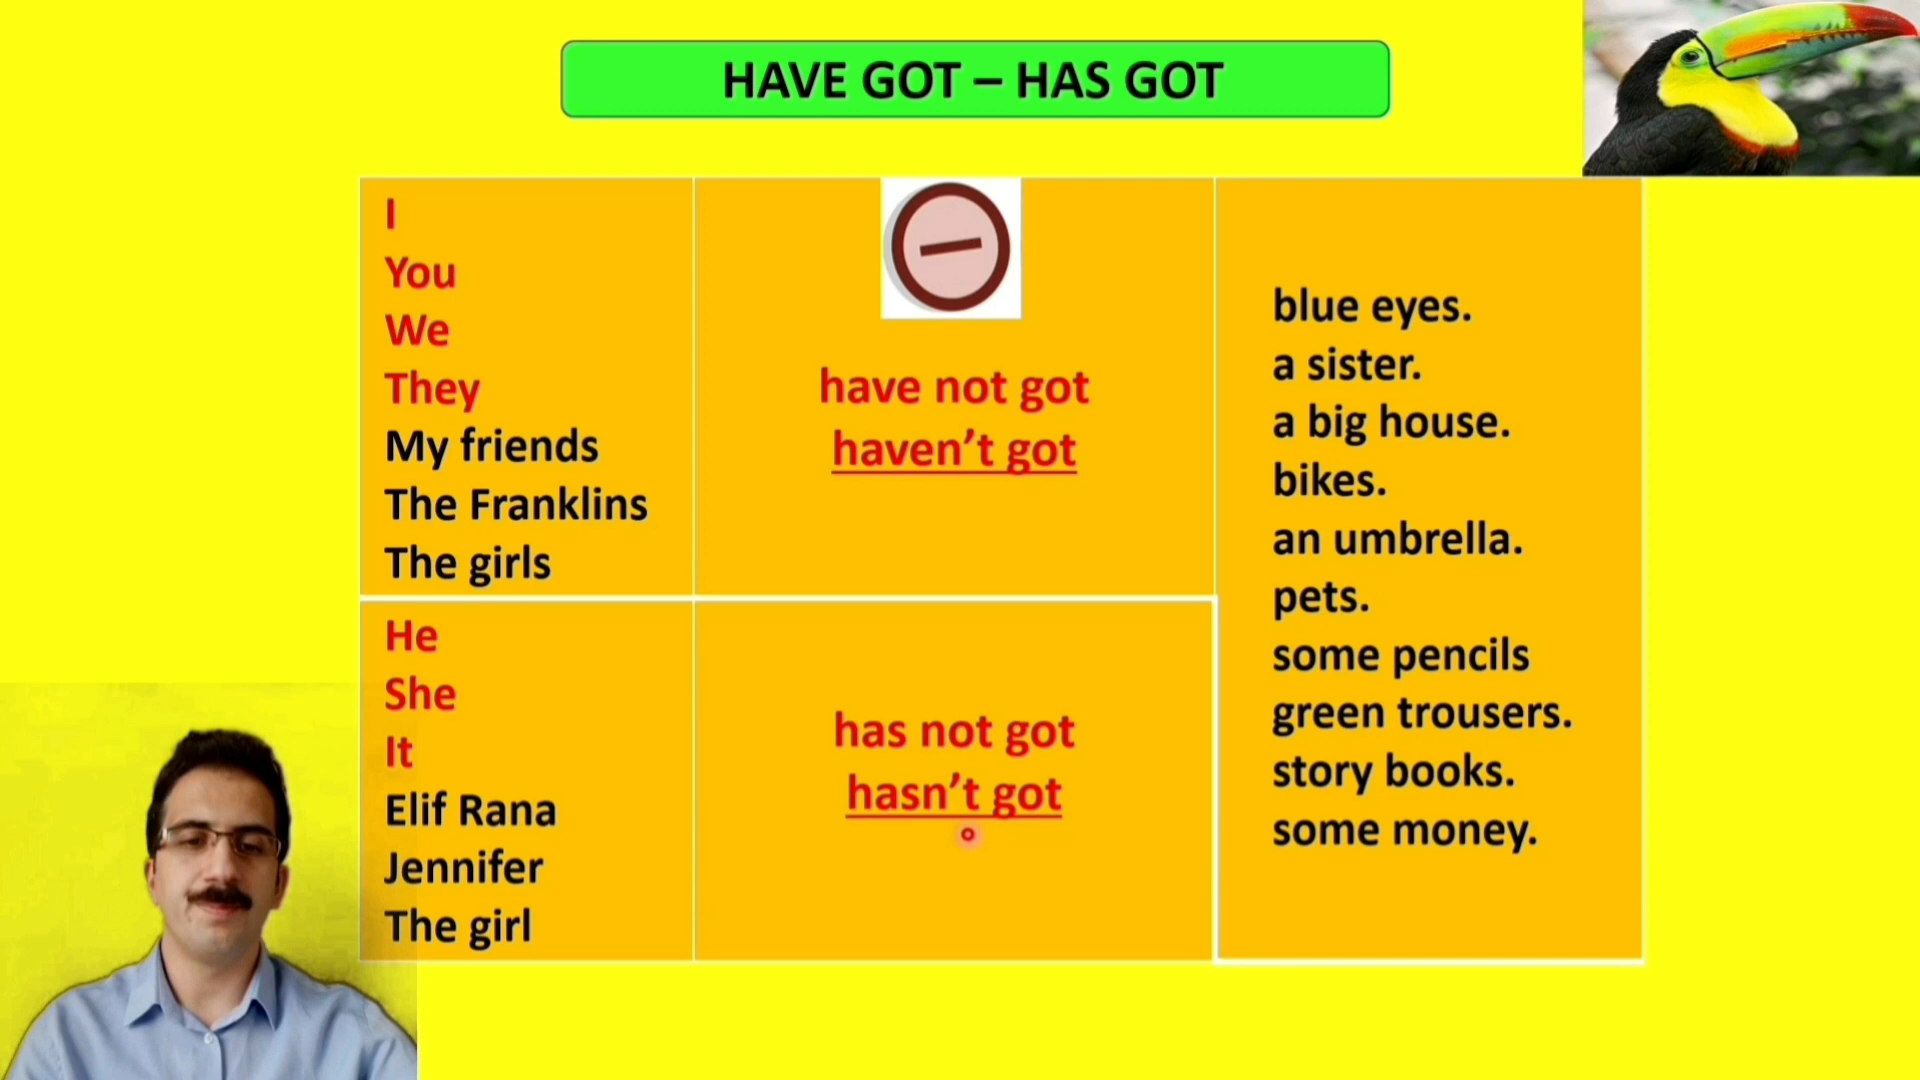 HAVE GOT – HAS GOT
I
You
We
They
My friends
The Franklins
The girls
have not got
haven’t got
He
She
It
Elif Rana
Jennifer
The girl
has not got
hasn’t got
blue eyes.
a sister.
a big house.
bikes.
an umbrella.
pets.
some pencils
green trousers.
story books.
some money.